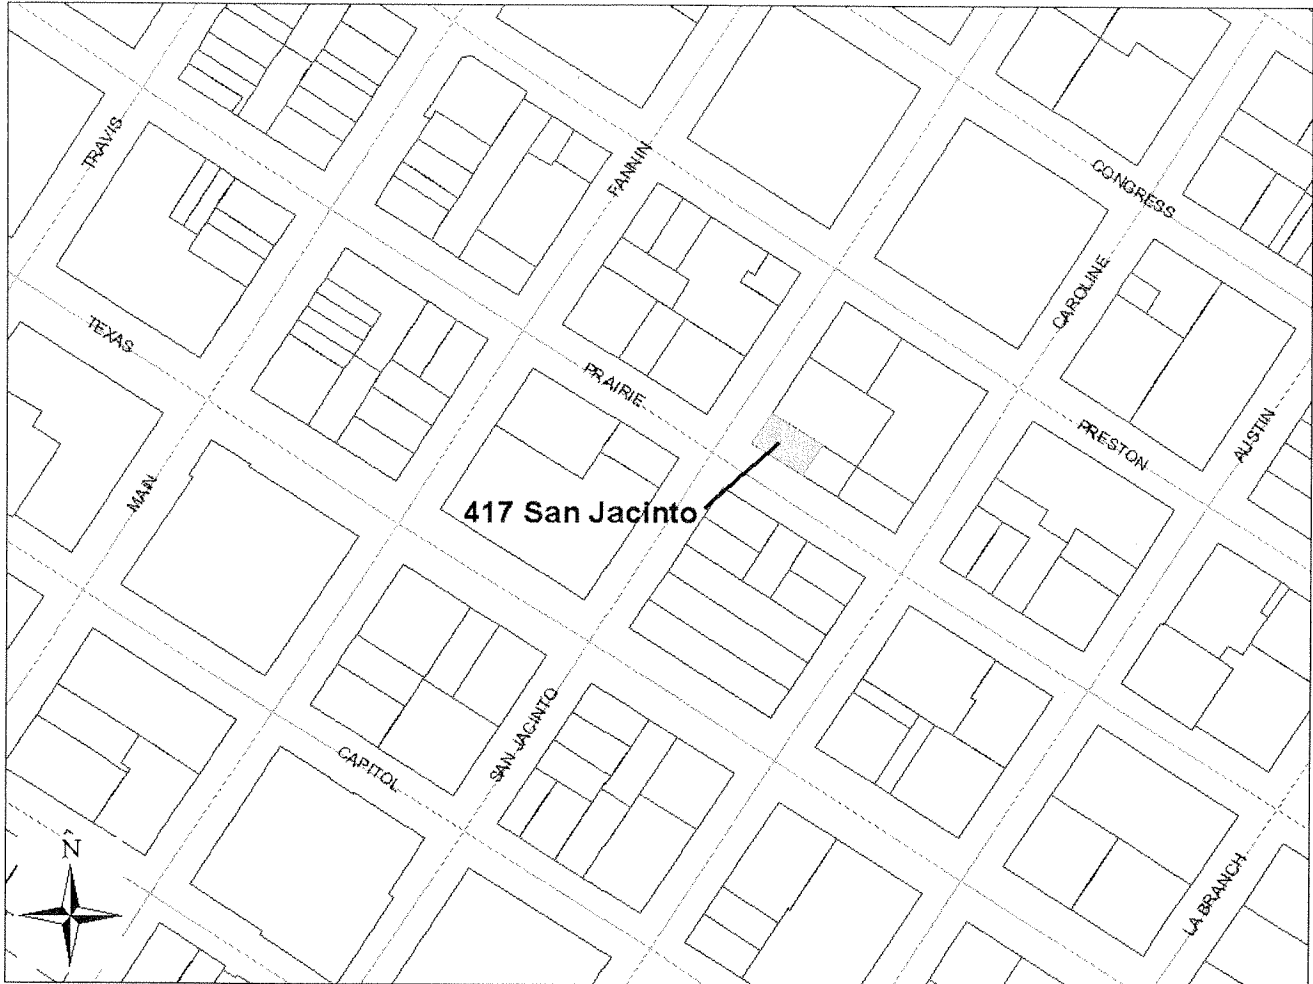 TRAVIS
FANNIN
CONGRESS
CAROLINE
TEXAS
PRAIRIE
PRESTON
AUSTIN
MAIN
417 San Jacinto
SAN JACINTO
CAPITOL
N
LA BRANCH